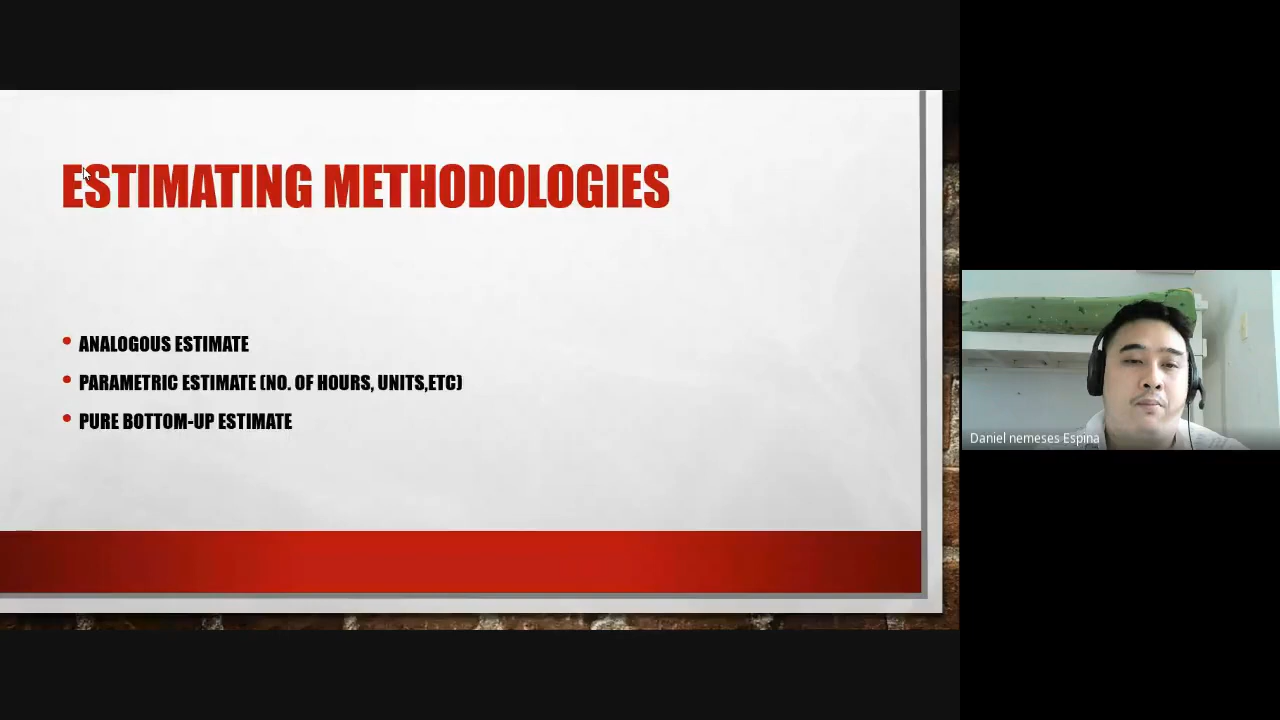 ESTIMATING METHODOLOGIES
• ANALOGOUS ESTIMATE
• PARAMETRIC ESTIMATE (NO. OF HOURS, UNITS,ETC)
• PURE BOTTOM-UP ESTIMATE
Daniel nemeses Espina